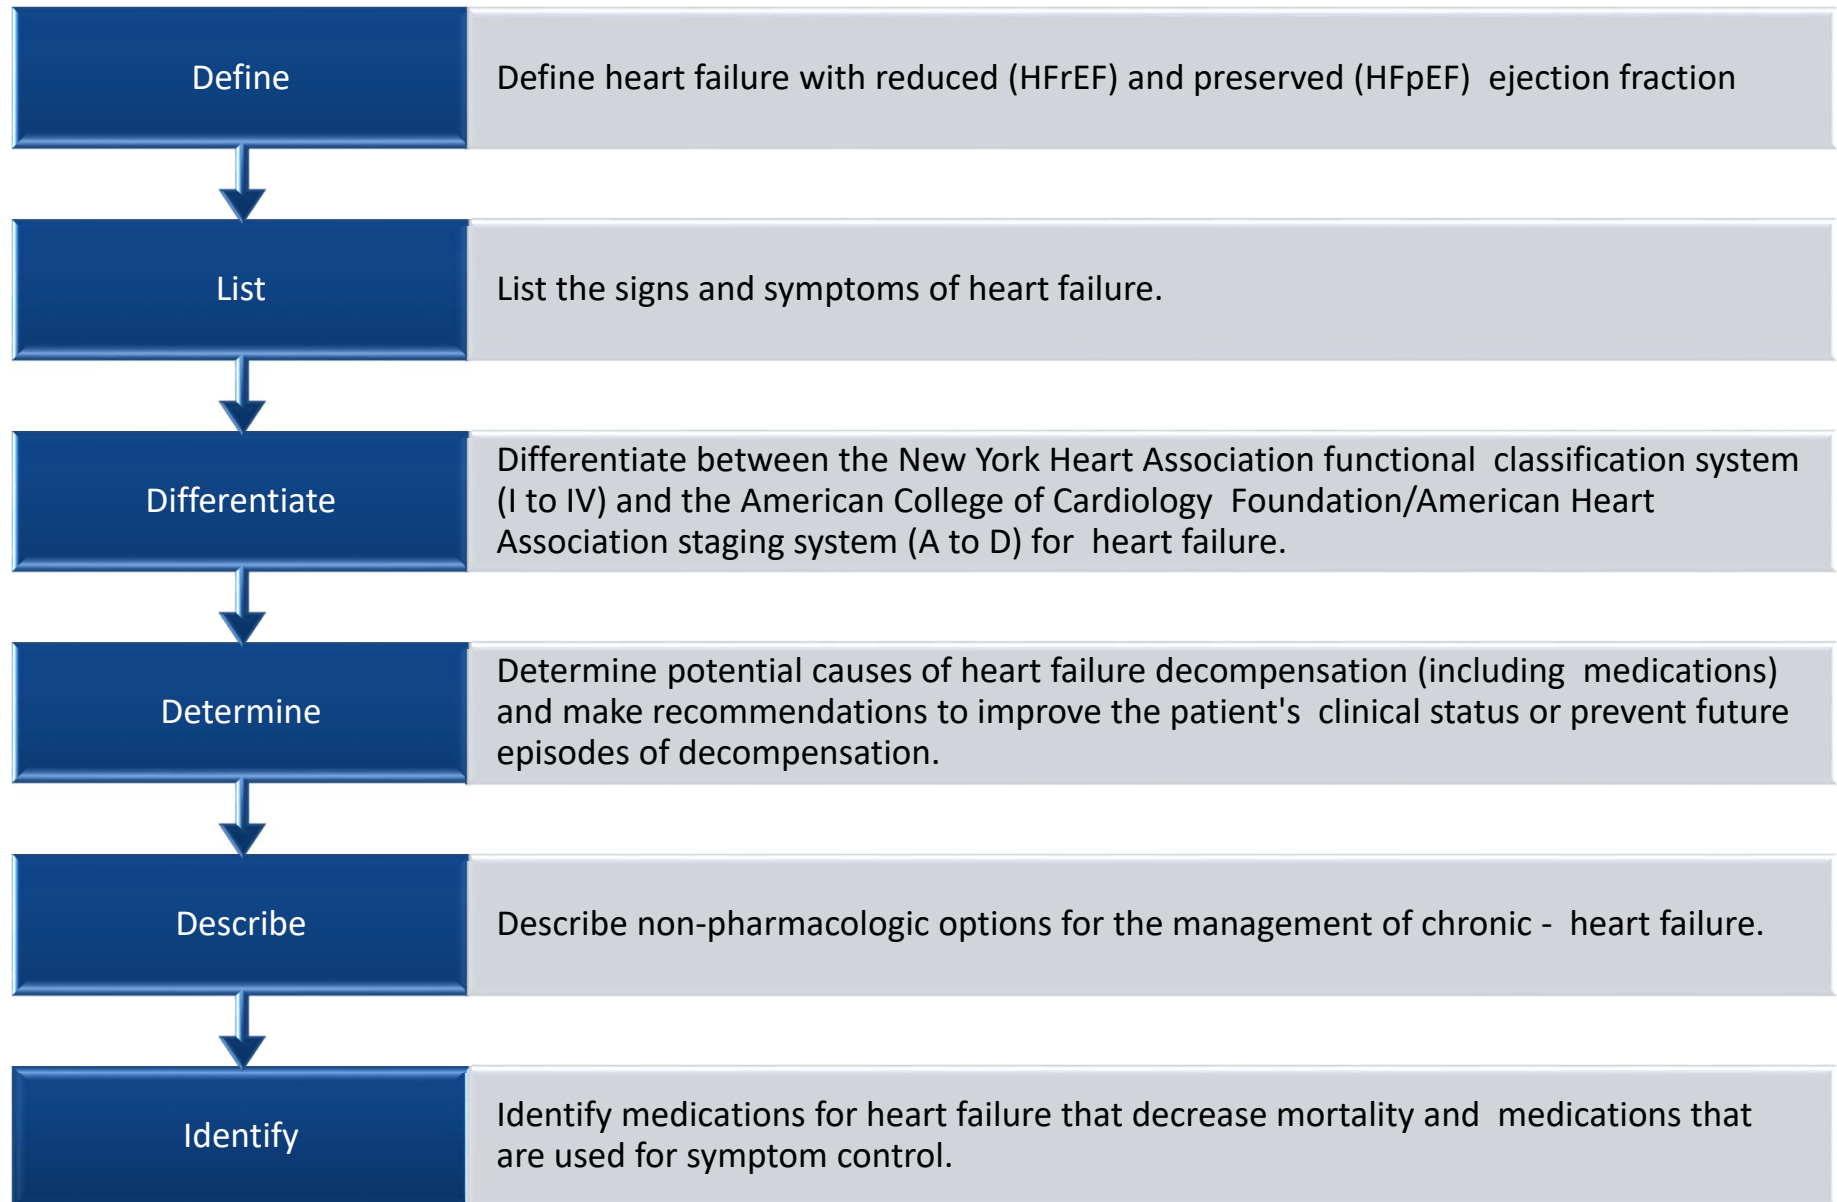 Define
Define heart failure with reduced (HFrEF) and preserved (HFpEF)  ejection fraction
List
List the signs and symptoms of heart failure.
Differentiate
Differentiate between the New York Heart Association functional  classification system
(I to IV) and the American College of Cardiology  Foundation/American Heart
Association staging system (A to D) for  heart failure.
Determine
Determine potential causes of heart failure decompensation (including  medications)
and make recommendations to improve the patient's  clinical status or prevent future
episodes of decompensation.
Describe
Describe non-pharmacologic options for the management of chronic -  heart failure.
Identify
Identify medications for heart failure that decrease mortality and  medications that
are used for symptom control.